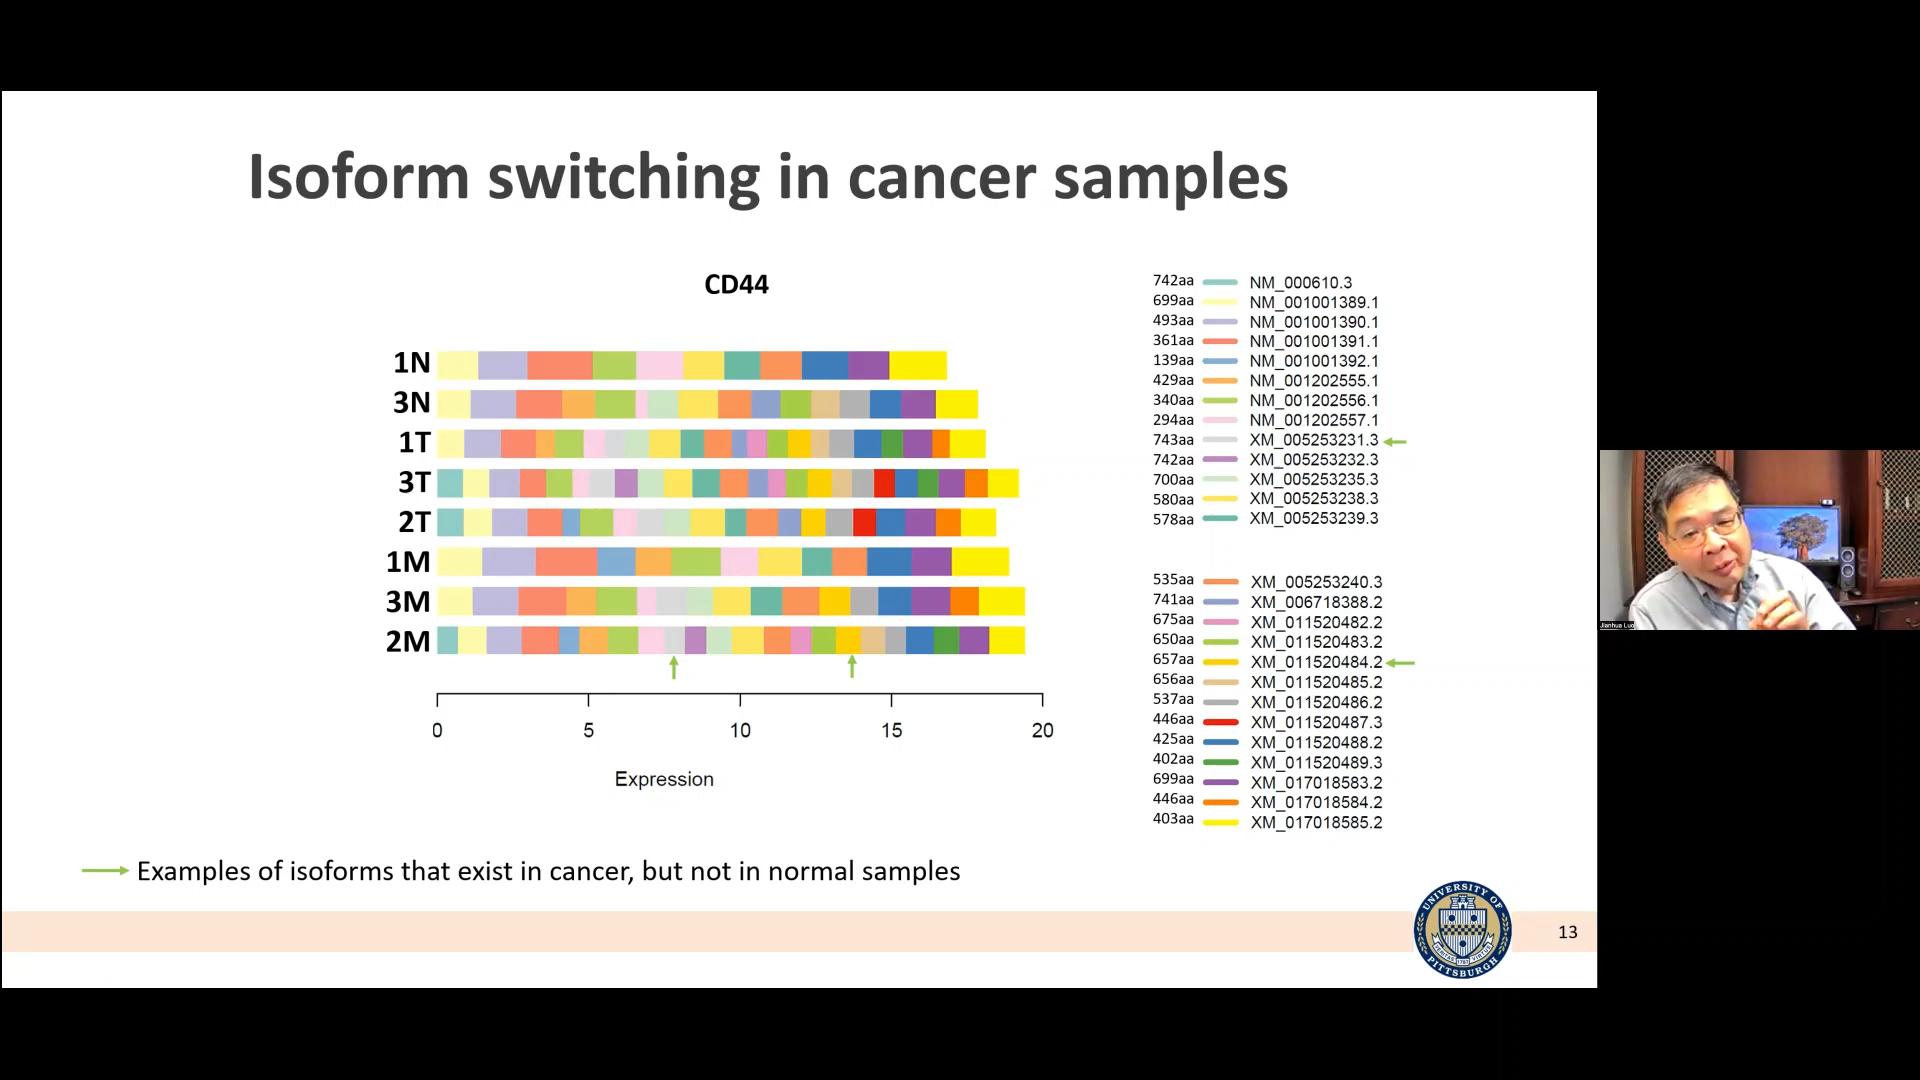 Isoform switching in cancer samples
CD44
1N
3N
1T
3T
2T
1M
3M
2M
0 5 10 15 20
Expression
742aa NM_000610.3
699aa NM_001001389.1
493aa NM_001001390.1
361aa NM_001001391.1
139aa NM_001001392.1
429aa NM_001202555.1
340aa NM_001202556.1
294aa NM_001202557.1
743aa XM_005253231.3
742aa XM_005253232.3
700aa XM_005253235.3
580aa XM_005253238.3
578aa XM_005253239.3
535aa XM_005253240.3
741aa XM_006718388.2
675aa XM_011520482.2
650aa XM_011520483.2
657aa XM_011520484.2
656aa XM_011520485.2
537aa XM_011520486.2
446aa XM_011520487.3
425aa XM_011520488.2
402aa XM_011520489.3
699aa XM_017018583.2
446aa XM_017018584.2
403aa XM_017018585.2
Examples of isoforms that exist in cancer, but not in normal samples
UNIVERSITY OF
PITTSBURGH
13
Jianhua Luo